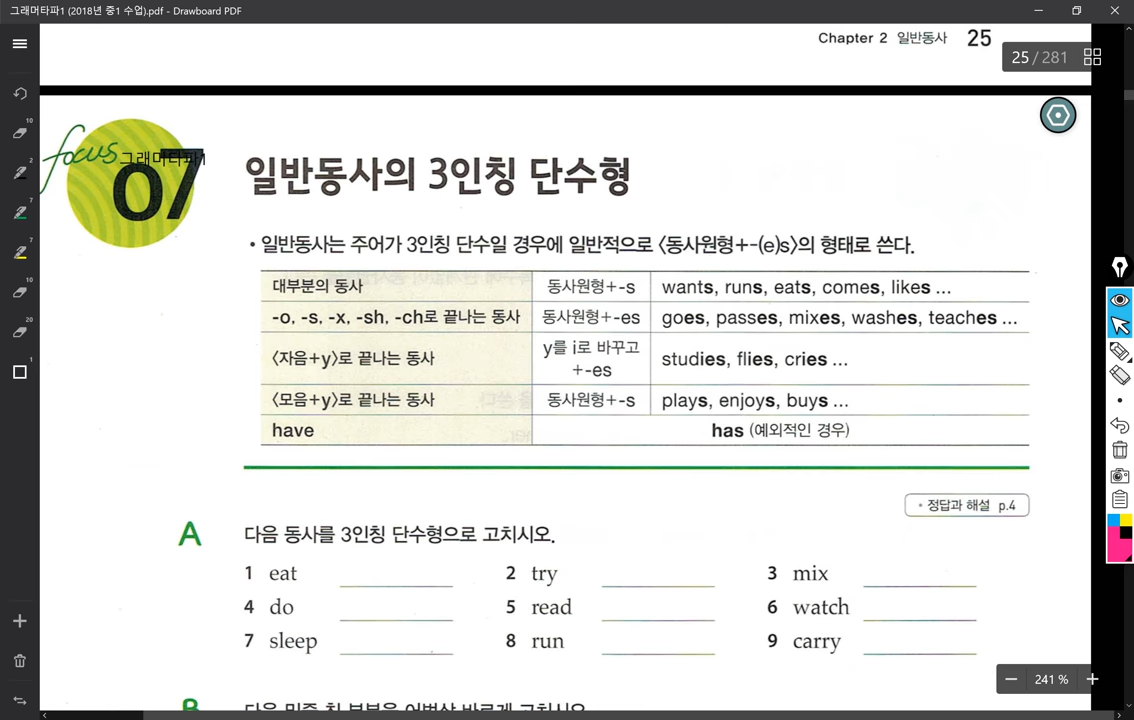 그래머타파1 (2018년 중1 수업).pdf - Drawboard PDF
Chapter 2 일반동사 25
25 / 281
focus
그래머타파1
07
일반동사의 3인칭 단수형
• 일반동사는 주어가 3인칭 단수일 경우에 일반적으로 〈동사원형+-(e)s〉의 형태로 쓴다.
대부분의 동사 동사원형+-s wants, runs, eats, comes, likes ...
-o, -s, -x, -sh, -ch로 끝나는 동사 동사원형+-es goes, passes, mixes, washes, teaches ...
〈자음+y〉로 끝나는 동사 y를 i로 바꾸고 +-es studies, flies, cries ...
〈모음+y〉로 끝나는 동사 동사원형+-s plays, enjoys, buys ...
have has (예외적인 경우)
• 정답과 해설 p.4
A 다음 동사를 3인칭 단수형으로 고치시오.
1 eat 2 try 3 mix
4 do 5 read 6 watch
7 sleep 8 run 9 carry
241 %
10
2
7
7
10
20
1